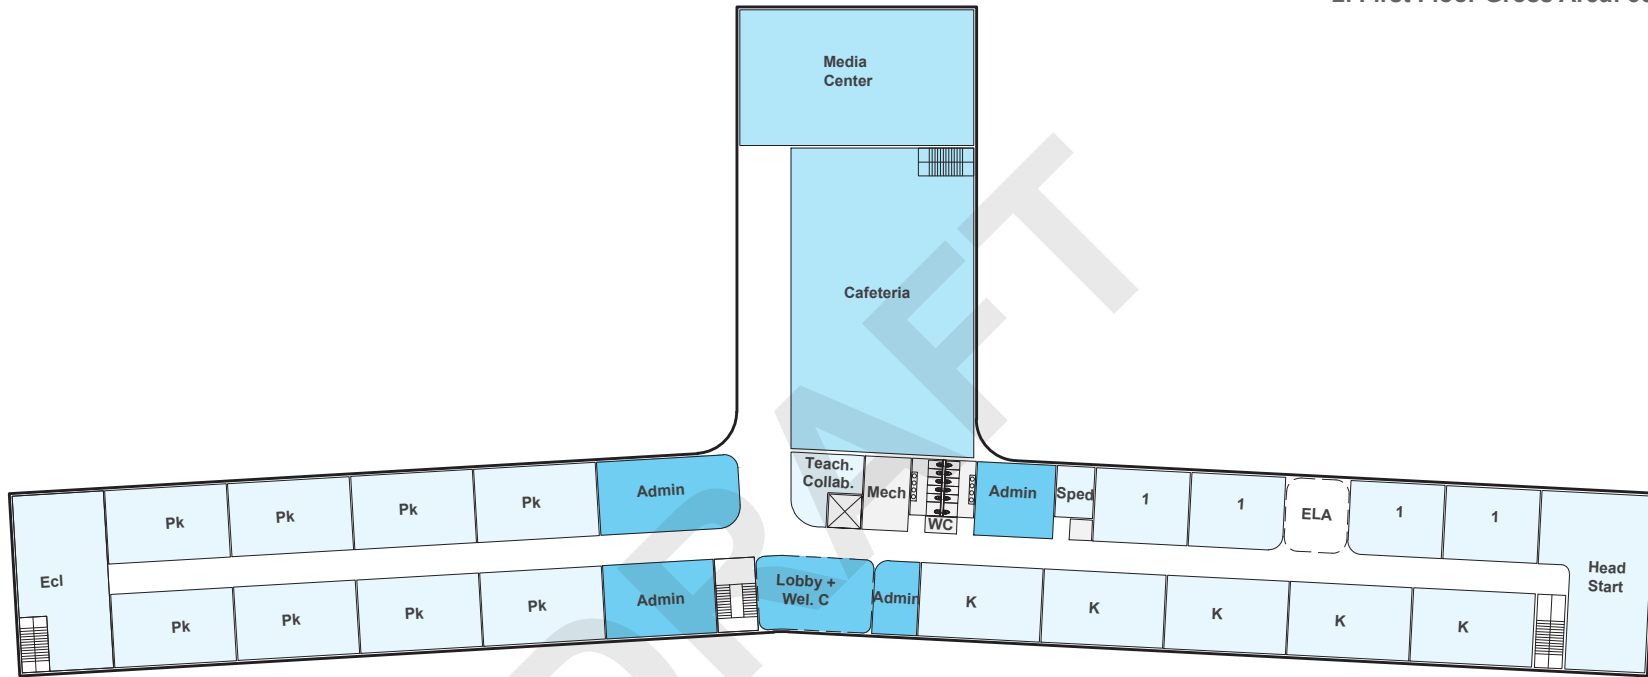 Media
Center
Cafeteria
Teach.
Collab.
Mech
WC
Admin
Sped
1
1
ELA
1
1
Head
Start
Admin
Pk
Pk
Pk
Pk
Ecl
Pk
Pk
Pk
Pk
Admin
Lobby +
Wel. C
Admin
K
K
K
K
K
DRAFT